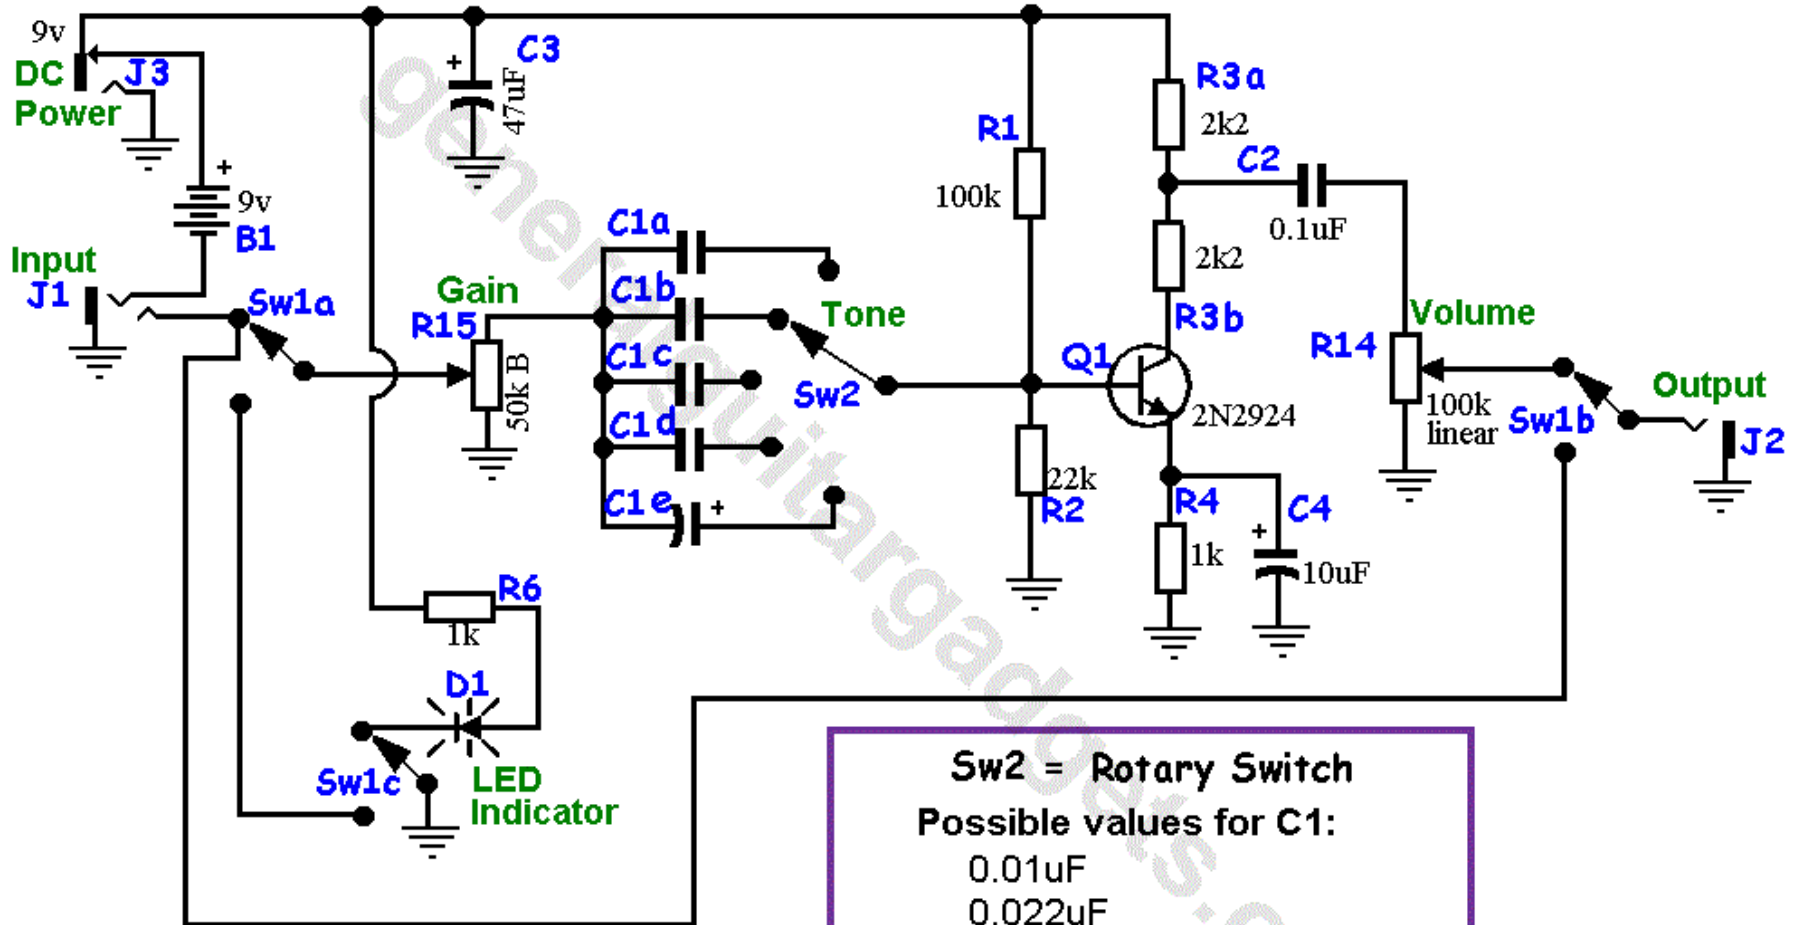 9v
DC
Power
J3
C3
+
47uF
R3a
2k2
R1
100k
C2
0.1uF
+
9v
B1
Input
J1
Sw1a
Gain
R15
50k B
C1a
C1b
C1c
C1d
C1e
+
Tone
Sw2
2k2
R3b
Q1
2N2924
22k
R2
R4
1k
+
C4
10uF
Volume
R14
100k
linear
Sw1b
Output
J2
R6
1k
D1
Sw1c
LED
Indicator
generalguitargadgets.c
Sw2 = Rotary Switch
Possible values for C1:
0.01uF
0.022uF